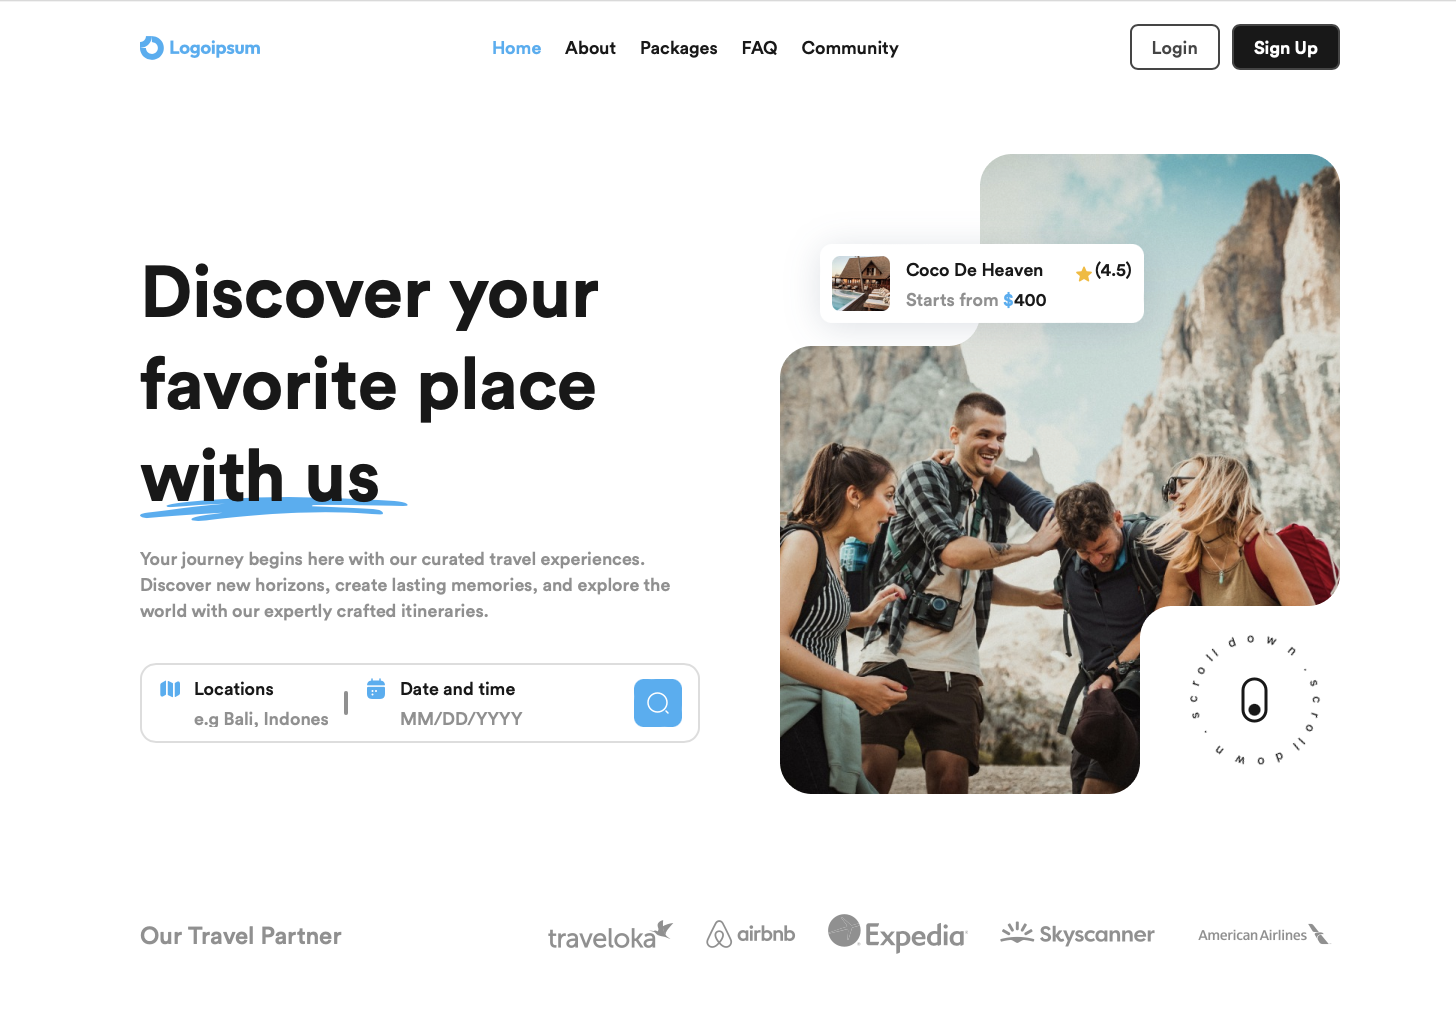 Logoipsum
Home About Packages FAQ Community
Login
Sign Up
Discover your
favorite place
with us
Your journey begins here with our curated travel experiences.
Discover new horizons, create lasting memories, and explore the
world with our expertly crafted itineraries.
Locations
e.g Bali, Indones
Date and time
MM/DD/YYYY
Coco De Heaven
(4.5)
Starts from $400
scroll down . scroll down .
Our Travel Partner
traveloka
airbnb
Expedia
Skyscanner
American Airlines